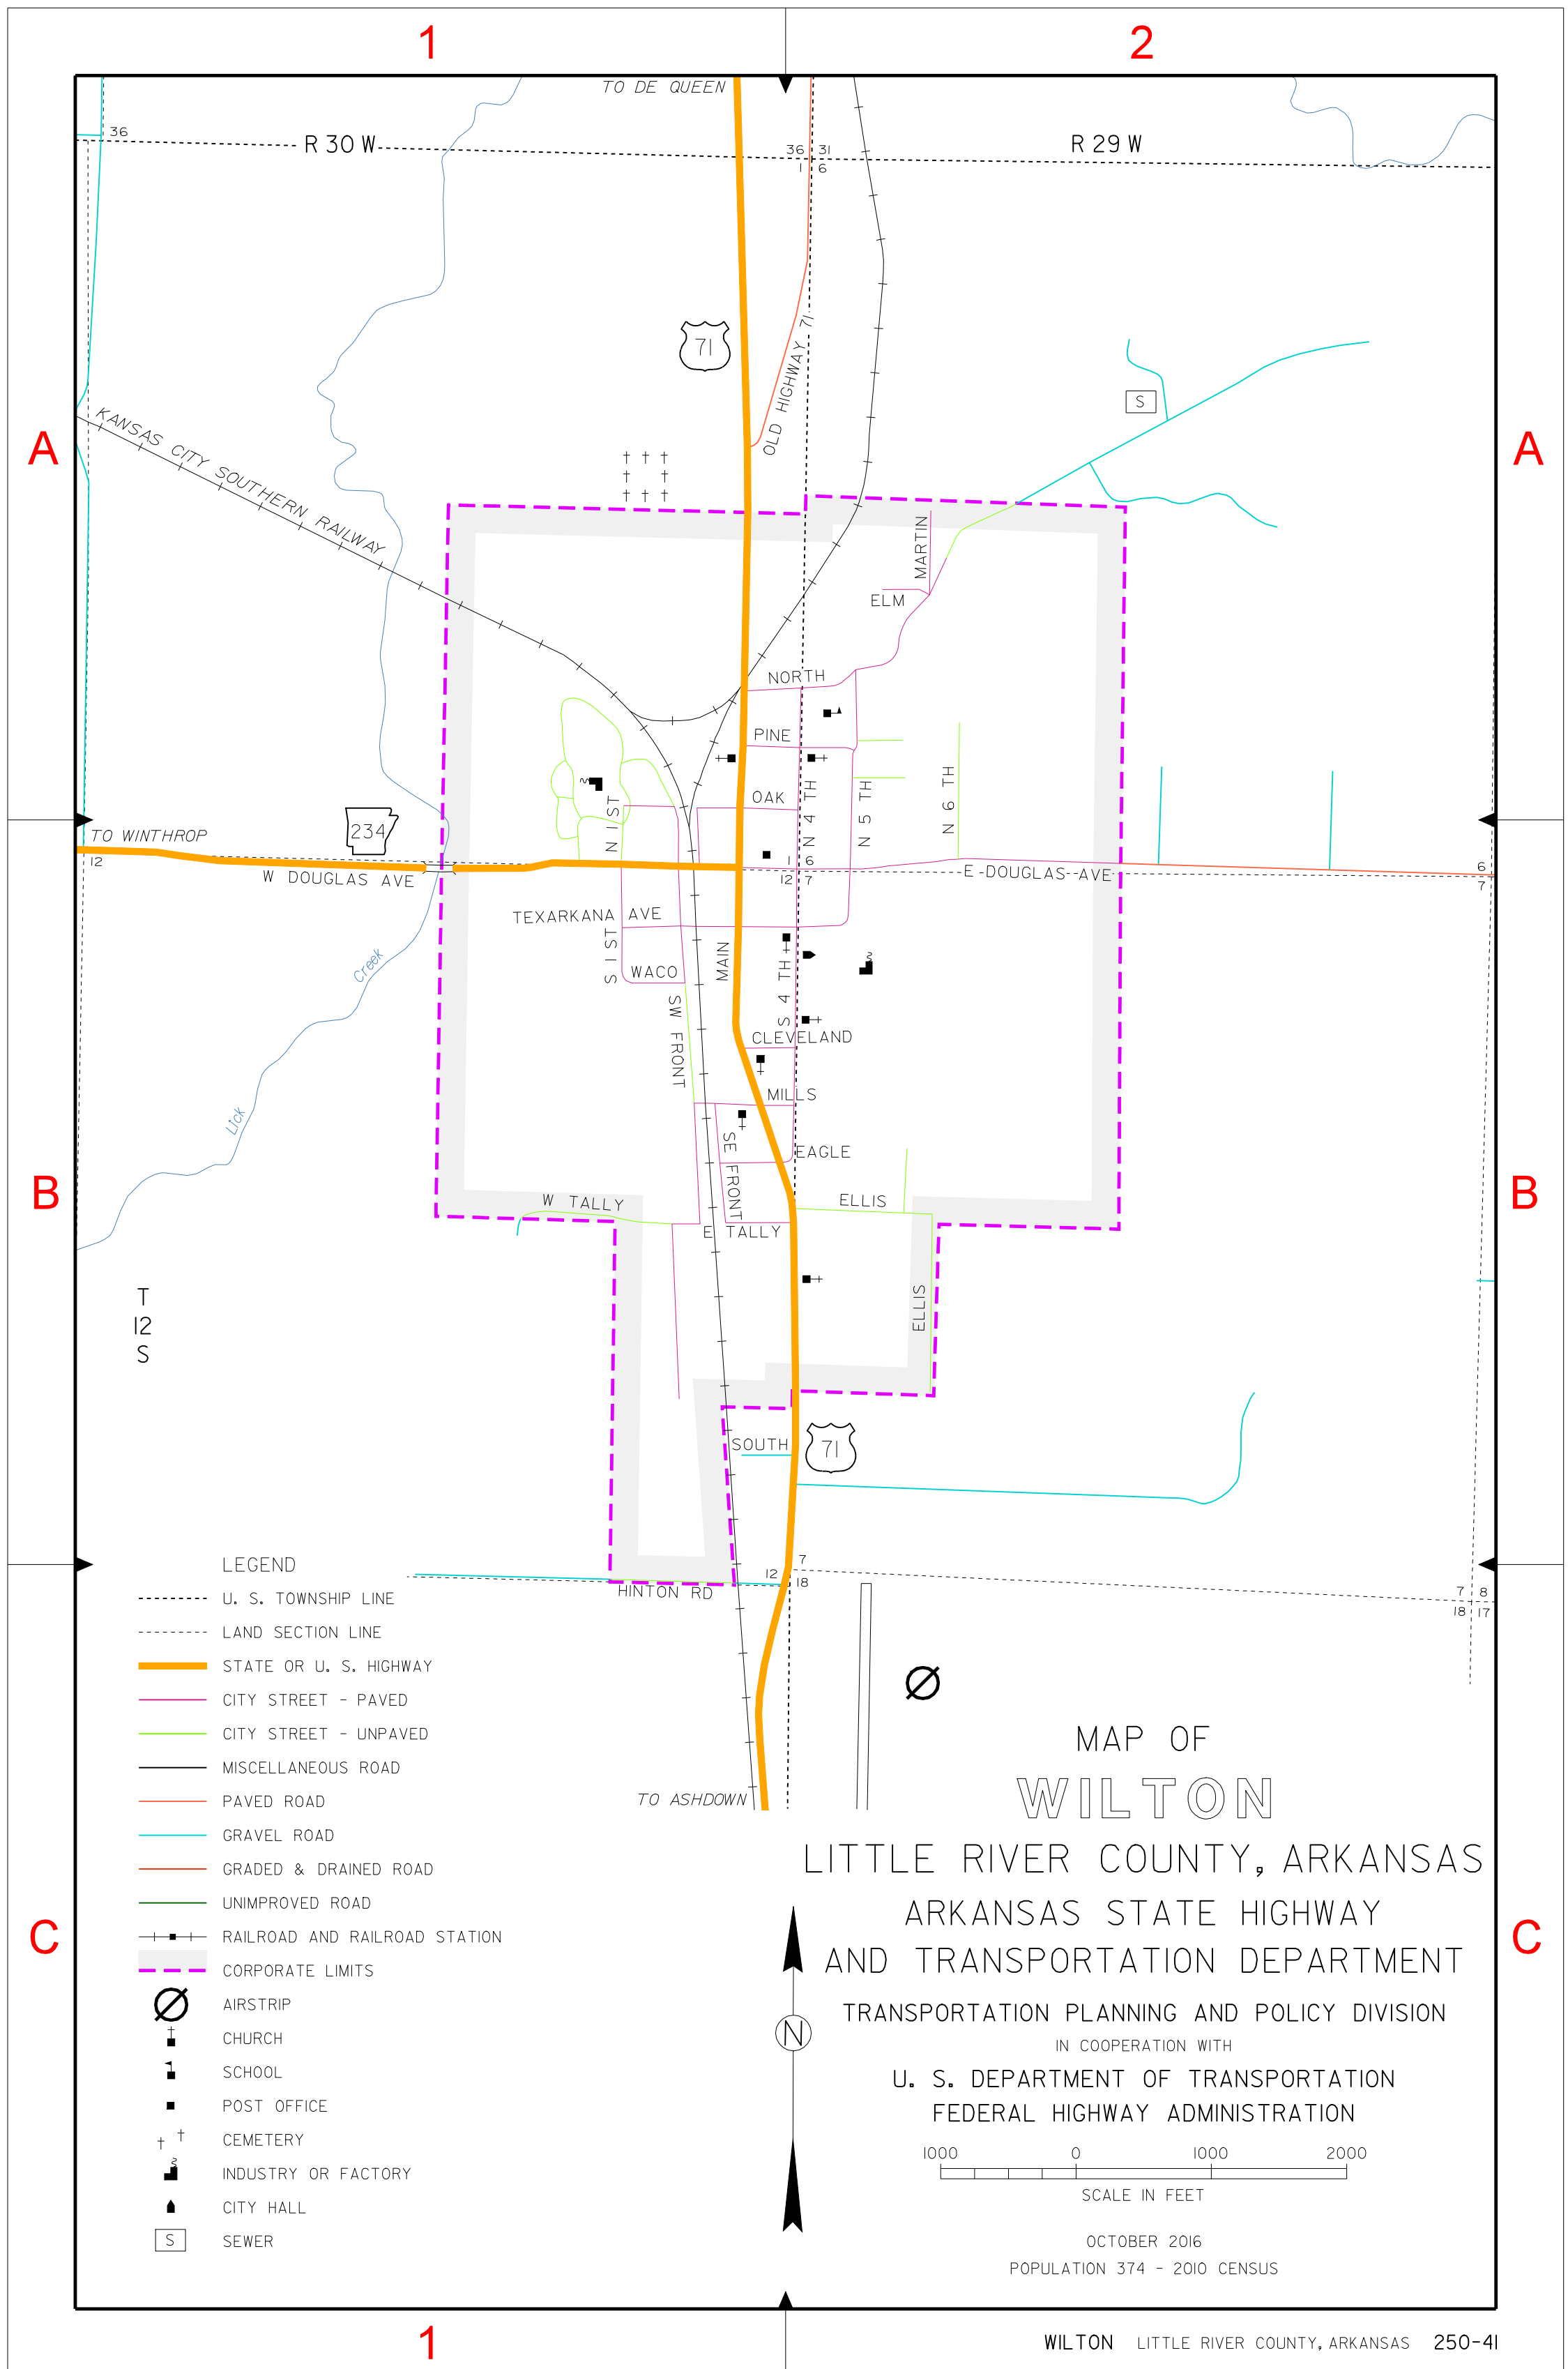 1
2
TO DE QUEEN
36
R 30 W
36 31
R 29 W
1 6
71
OLD HIGHWAY 71
S
KANSAS CITY SOUTHERN RAILWAY
A
A
MARTIN
ELM
NORTH
PINE
OAK
N 1 ST
N 4 TH
N 5 TH
N 6 TH
234
TO WINTHROP
12
W DOUGLAS AVE
1 6
12 7
E DOUGLAS AVE
6
7
TEXARKANA AVE
S 1 ST
WACO
MAIN
S 4 TH
Creek
SW FRONT
CLEVELAND
MILLS
Lick
SE FRONT
EAGLE
B
B
W TALLY
ELLIS
E TALLY
ELLIS
T
12
S
SOUTH
71
7
12 18
HINTON RD
7 8
18 17
LEGEND
U. S. TOWNSHIP LINE
LAND SECTION LINE
STATE OR U. S. HIGHWAY
CITY STREET - PAVED
CITY STREET - UNPAVED
MISCELLANEOUS ROAD
PAVED ROAD
GRAVEL ROAD
GRADED & DRAINED ROAD
UNIMPROVED ROAD
RAILROAD AND RAILROAD STATION
CORPORATE LIMITS
AIRSTRIP
CHURCH
SCHOOL
POST OFFICE
CEMETERY
INDUSTRY OR FACTORY
CITY HALL
S SEWER
TO ASHDOWN
C
C
N
MAP OF
WILTON
LITTLE RIVER COUNTY, ARKANSAS
ARKANSAS STATE HIGHWAY
AND TRANSPORTATION DEPARTMENT
TRANSPORTATION PLANNING AND POLICY DIVISION
IN COOPERATION WITH
U. S. DEPARTMENT OF TRANSPORTATION
FEDERAL HIGHWAY ADMINISTRATION
1000 0 1000 2000
SCALE IN FEET
OCTOBER 2016
POPULATION 374 - 2010 CENSUS
1
WILTON LITTLE RIVER COUNTY, ARKANSAS 250-41